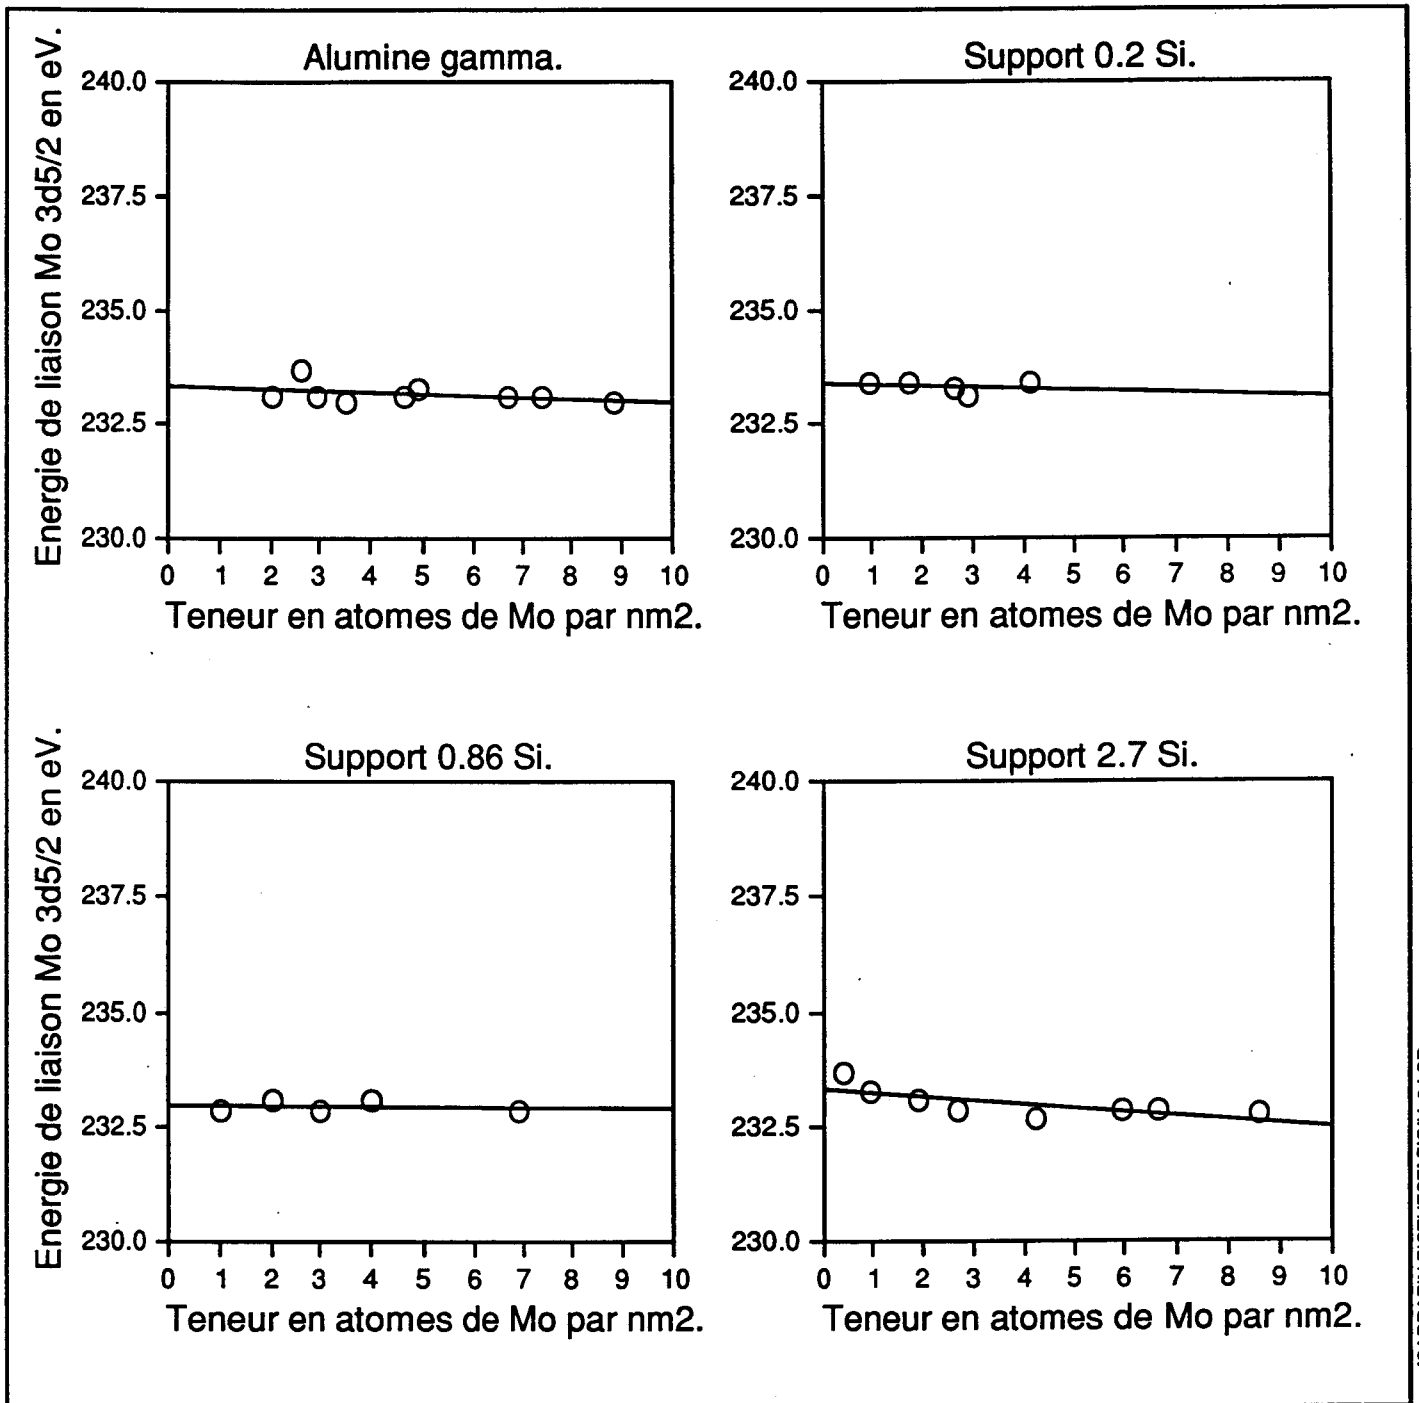 Alumine gamma.
Energie de liaison Mo 3d5/2 en eV.
240.0
237.5
235.0
232.5
230.0
0 1 2 3 4 5 6 7 8 9 10
Teneur en atomes de Mo par nm2.
Support 0.2 Si.
240.0
237.5
235.0
232.5
230.0
0 1 2 3 4 5 6 7 8 9 10
Teneur en atomes de Mo par nm2.
Support 0.86 Si.
Energie de liaison Mo 3d5/2 en eV.
240.0
237.5
235.0
232.5
230.0
0 1 2 3 4 5 6 7 8 9 10
Teneur en atomes de Mo par nm2.
Support 2.7 Si.
240.0
237.5
235.0
232.5
230.0
0 1 2 3 4 5 6 7 8 9 10
Teneur en atomes de Mo par nm2.